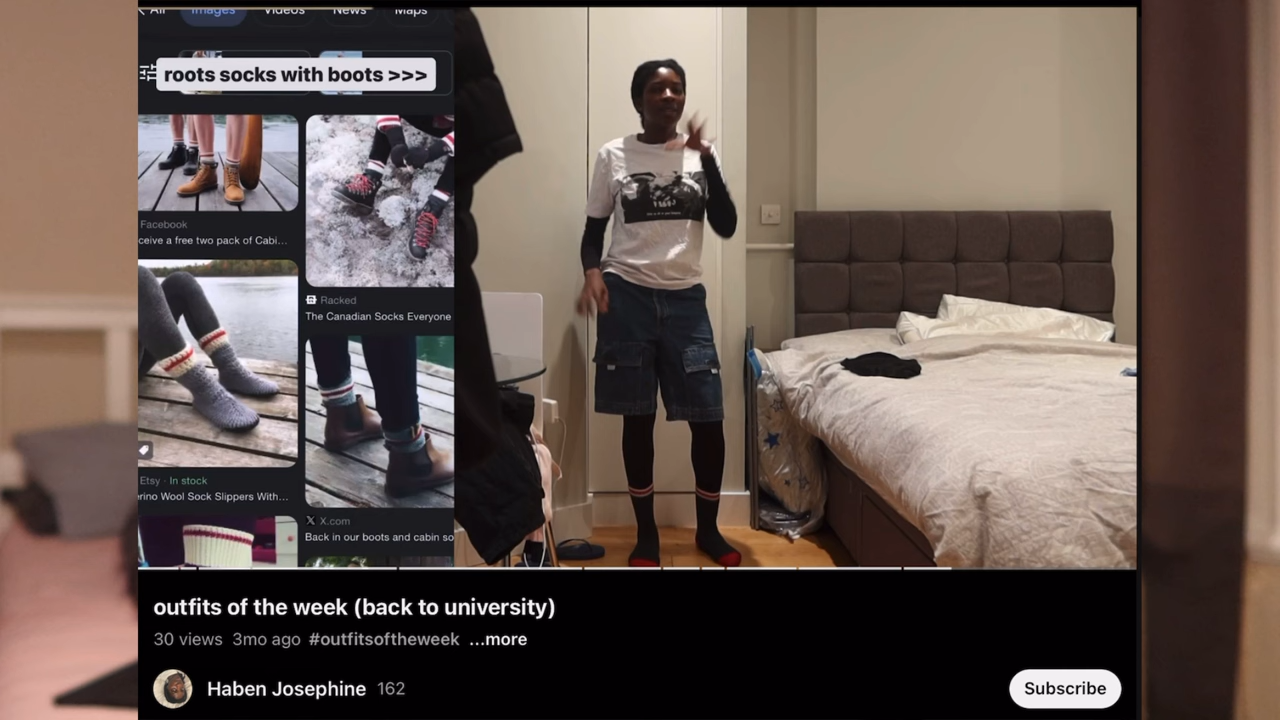 All
Images
Videos
News
Maps
roots socks with boots >>>
Facebook
ceive a free two pack of Cabi...
Racked
The Canadian Socks Everyone
Etsy · In stock
erino Wool Sock Slippers With...
X.com
Back in our boots and cabin so
outfits of the week (back to university)
30 views 3mo ago #outfitsoftheweek ...more
Haben Josephine 162
Subscribe